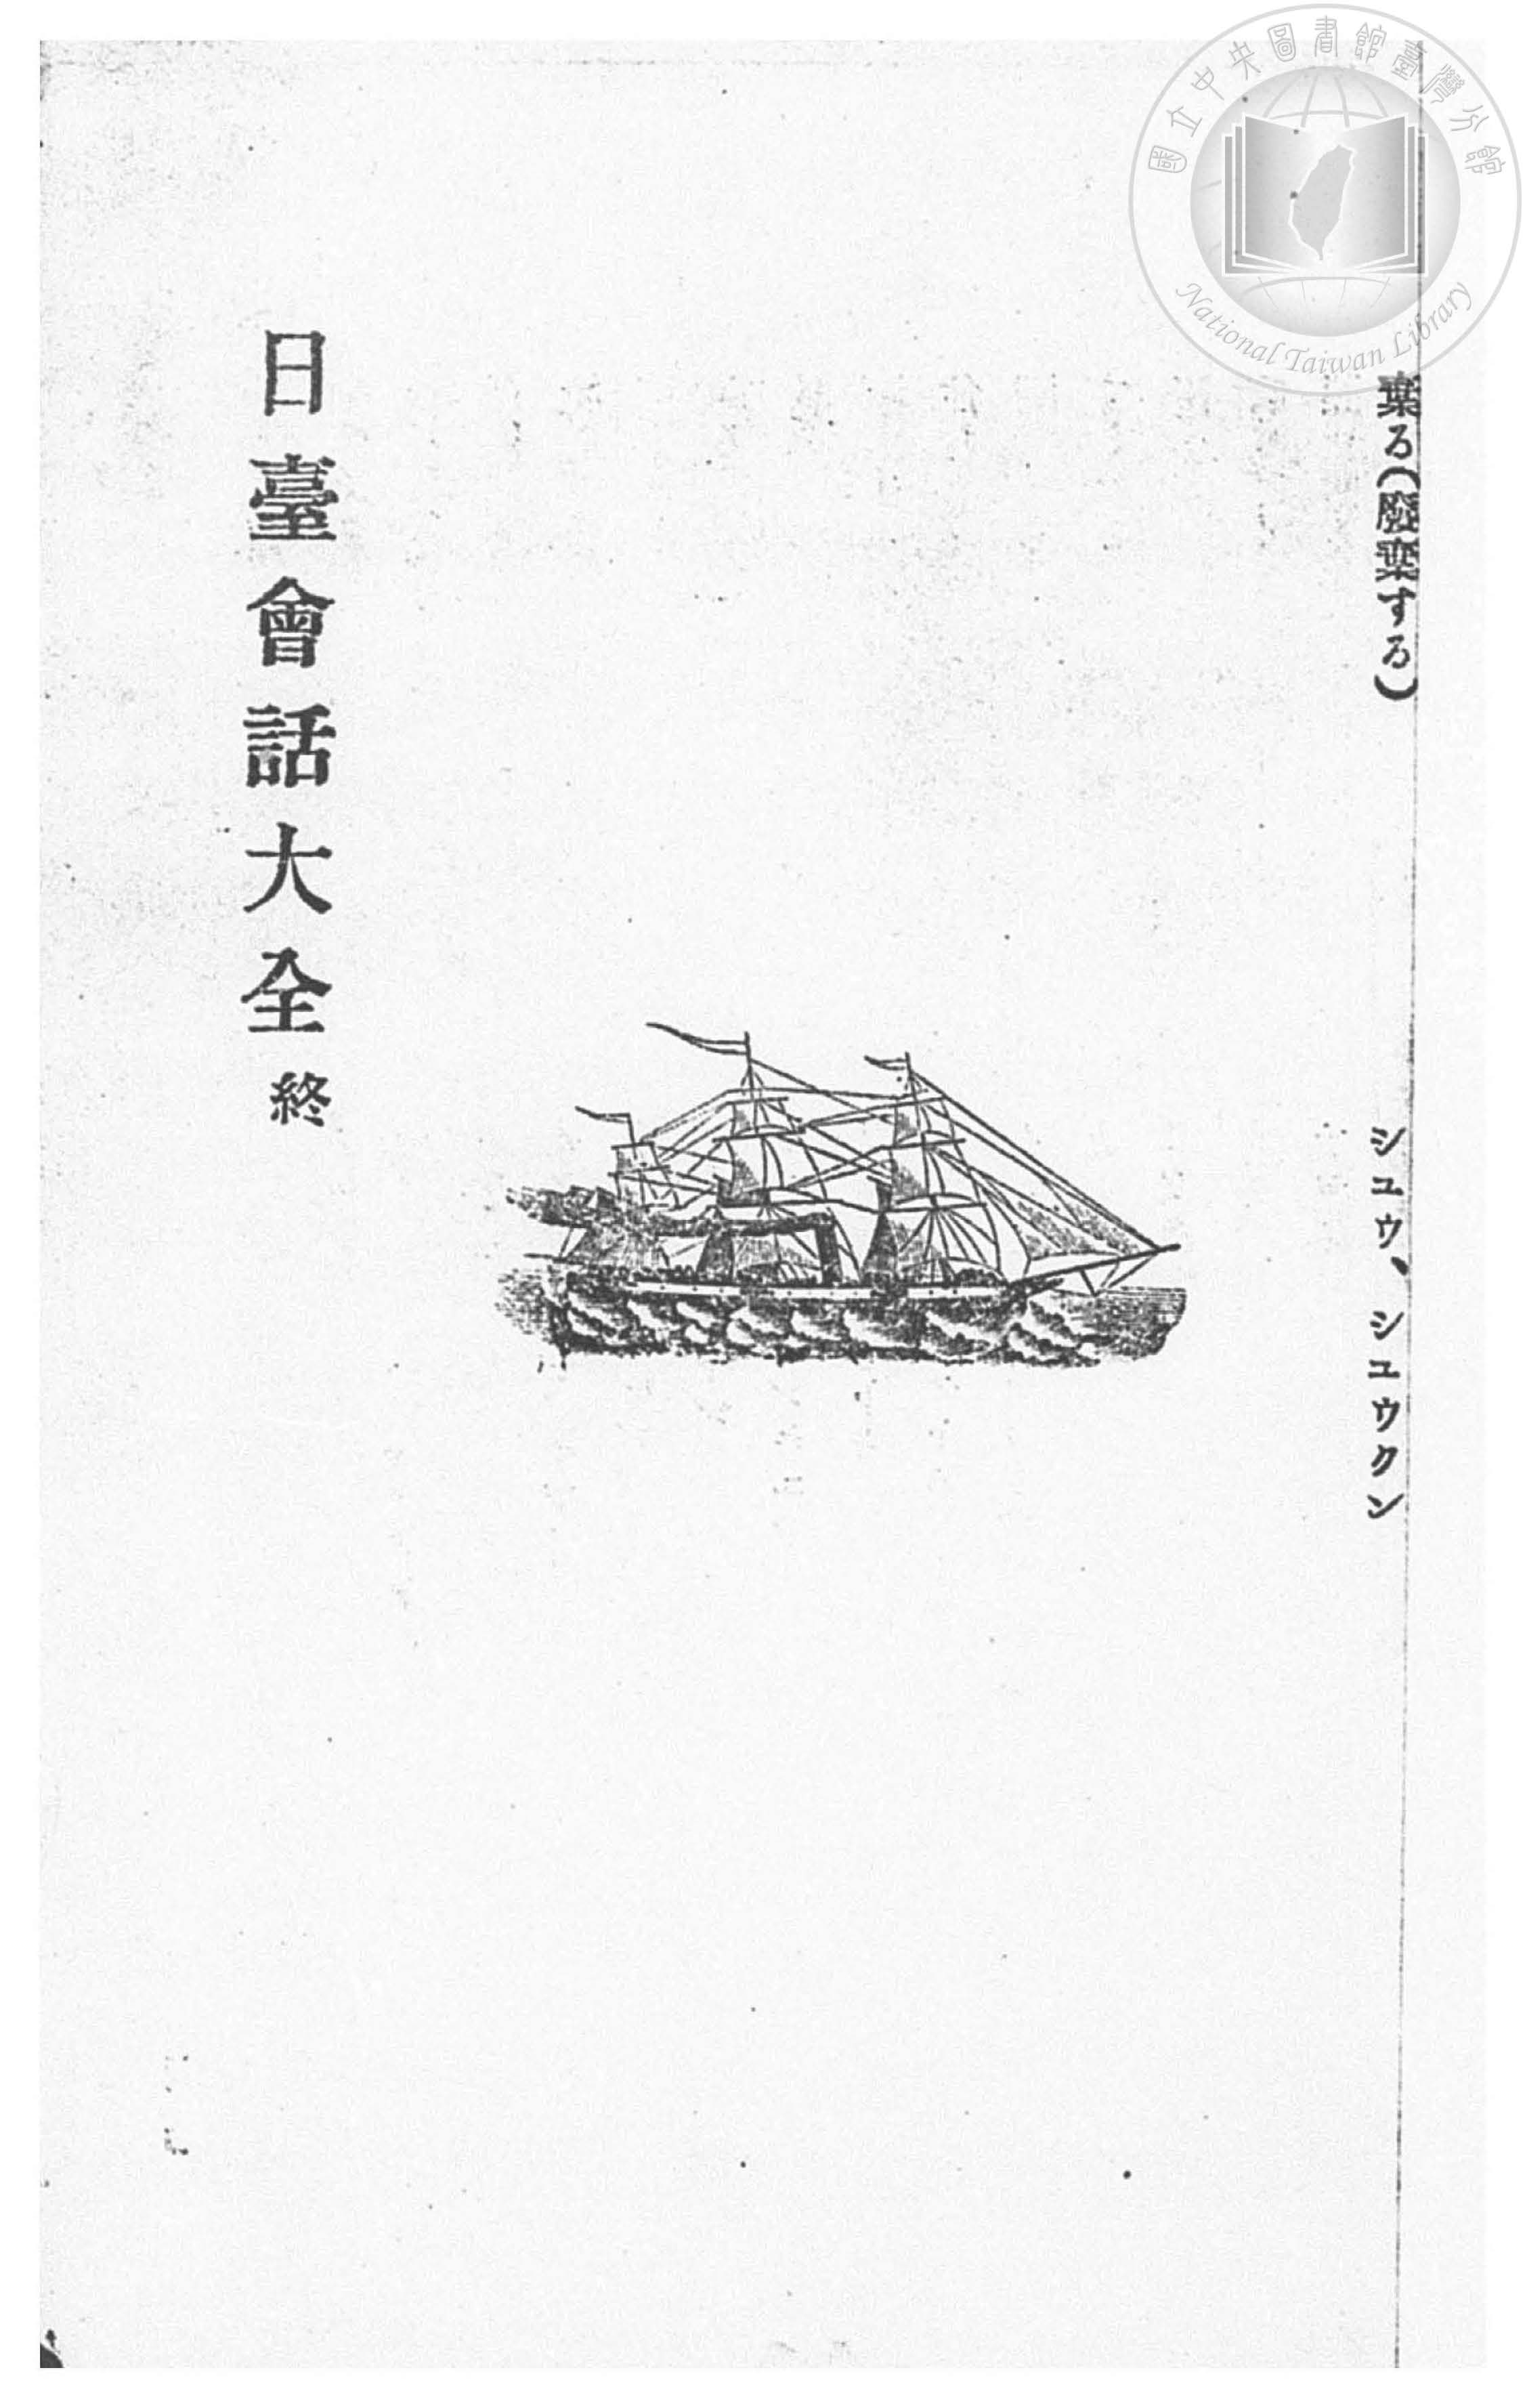 棄る(廢棄する)
シユウ、シユウクン
日臺會話大全 終
國立中央圖書館臺灣分館
National Taiwan Library